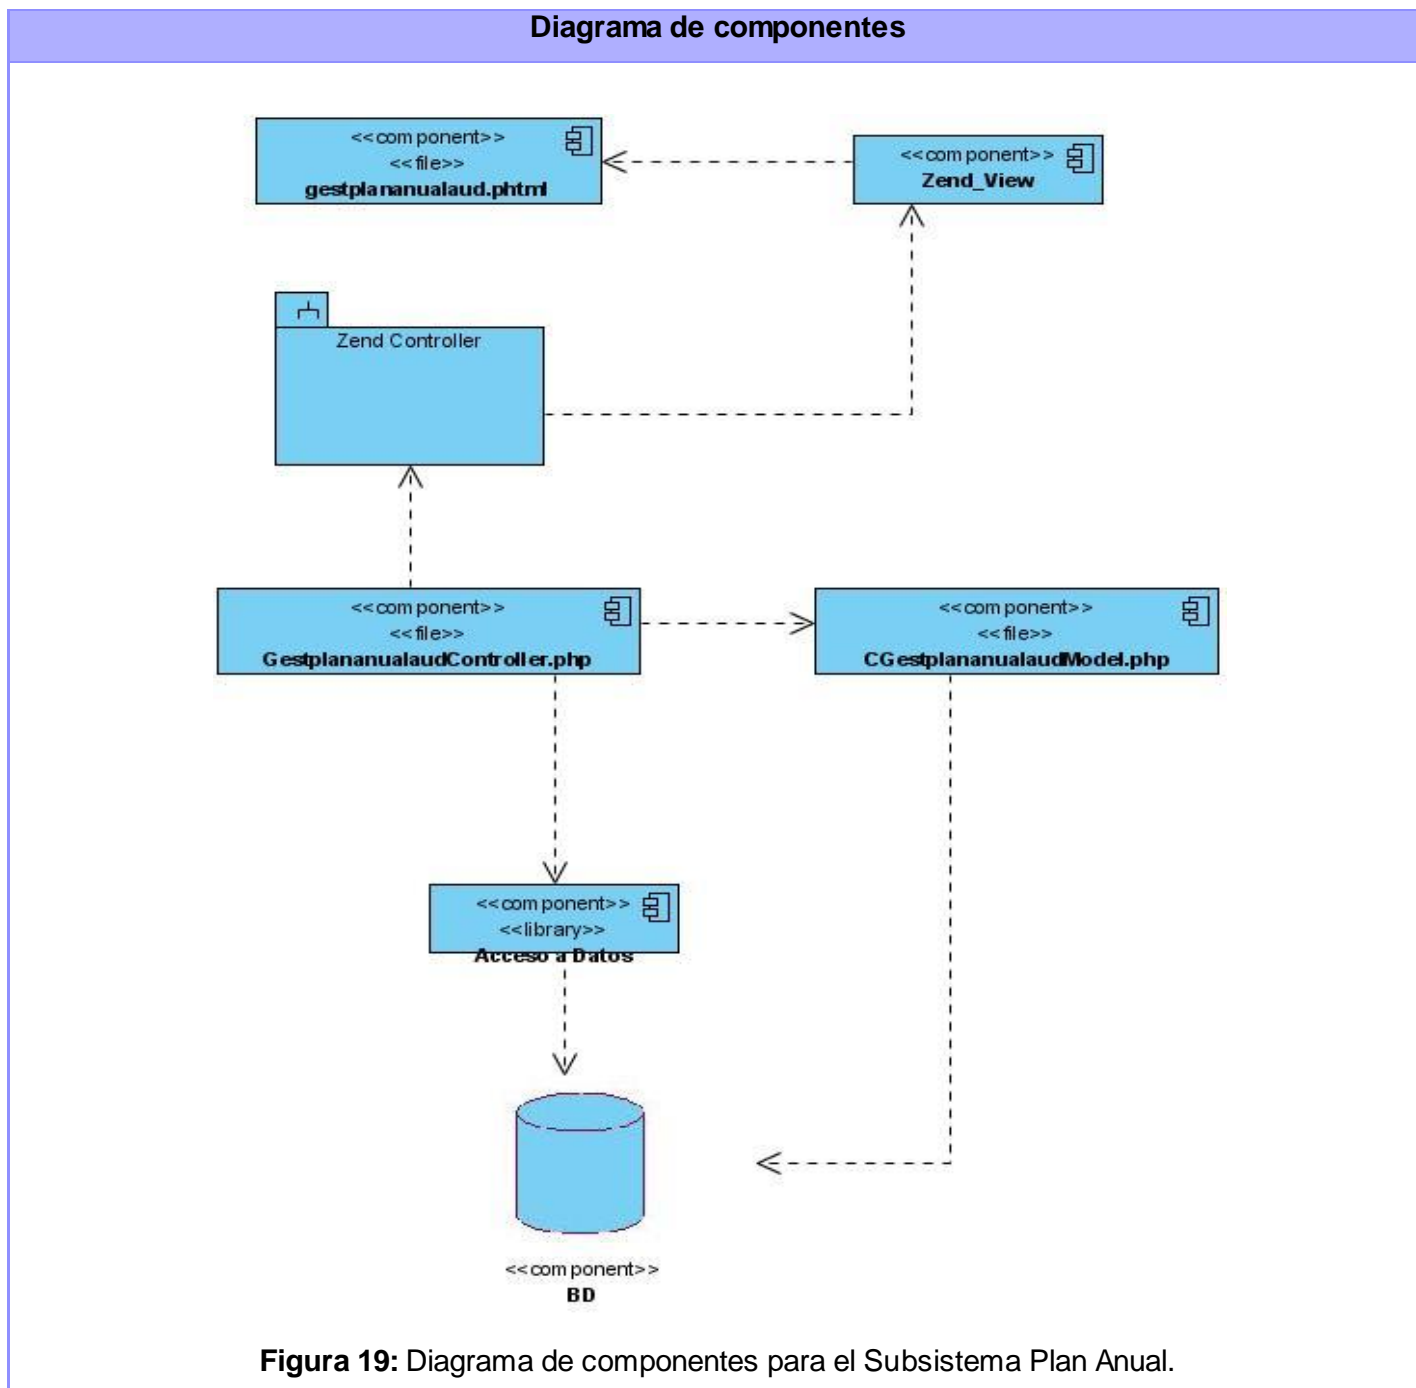 Diagrama de componentes
<<component>>
<<file>>
gestplananualaud.phtml
<<component>>
Zend_View
Zend Controller
<<component>>
<<file>>
GestplananualaudController.php
<<component>>
<<file>>
CGestplananualaudModel.php
<<component>>
<<library>>
Acceso a Datos
<<component>>
BD
Figura 19: Diagrama de componentes para el Subsistema Plan Anual.